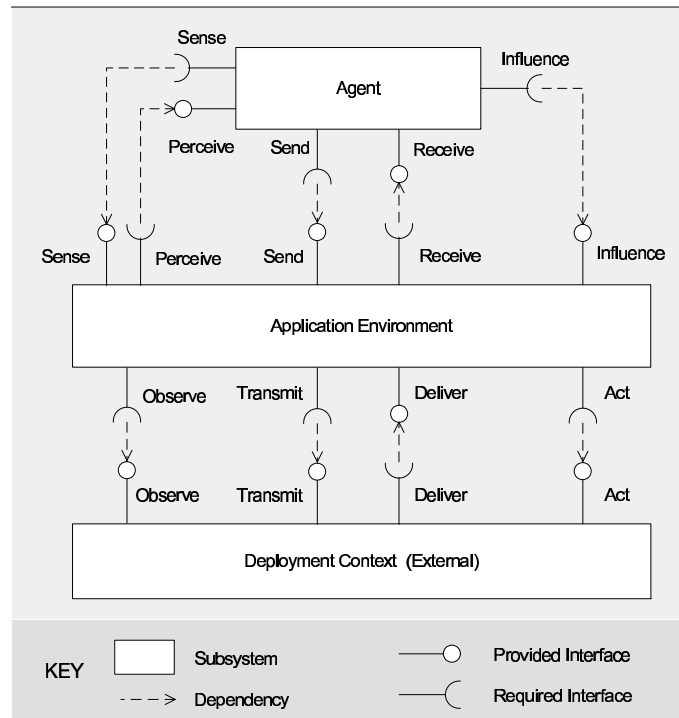 Sense
Influence
Agent
Perceive
Send
Receive
Sense
Perceive
Send
Receive
Influence
Application Environment
Observe
Transmit
Deliver
Act
Observe
Transmit
Deliver
Act
Deployment Context (External)
KEY
Subsystem
Provided Interface
Dependency
Required Interface